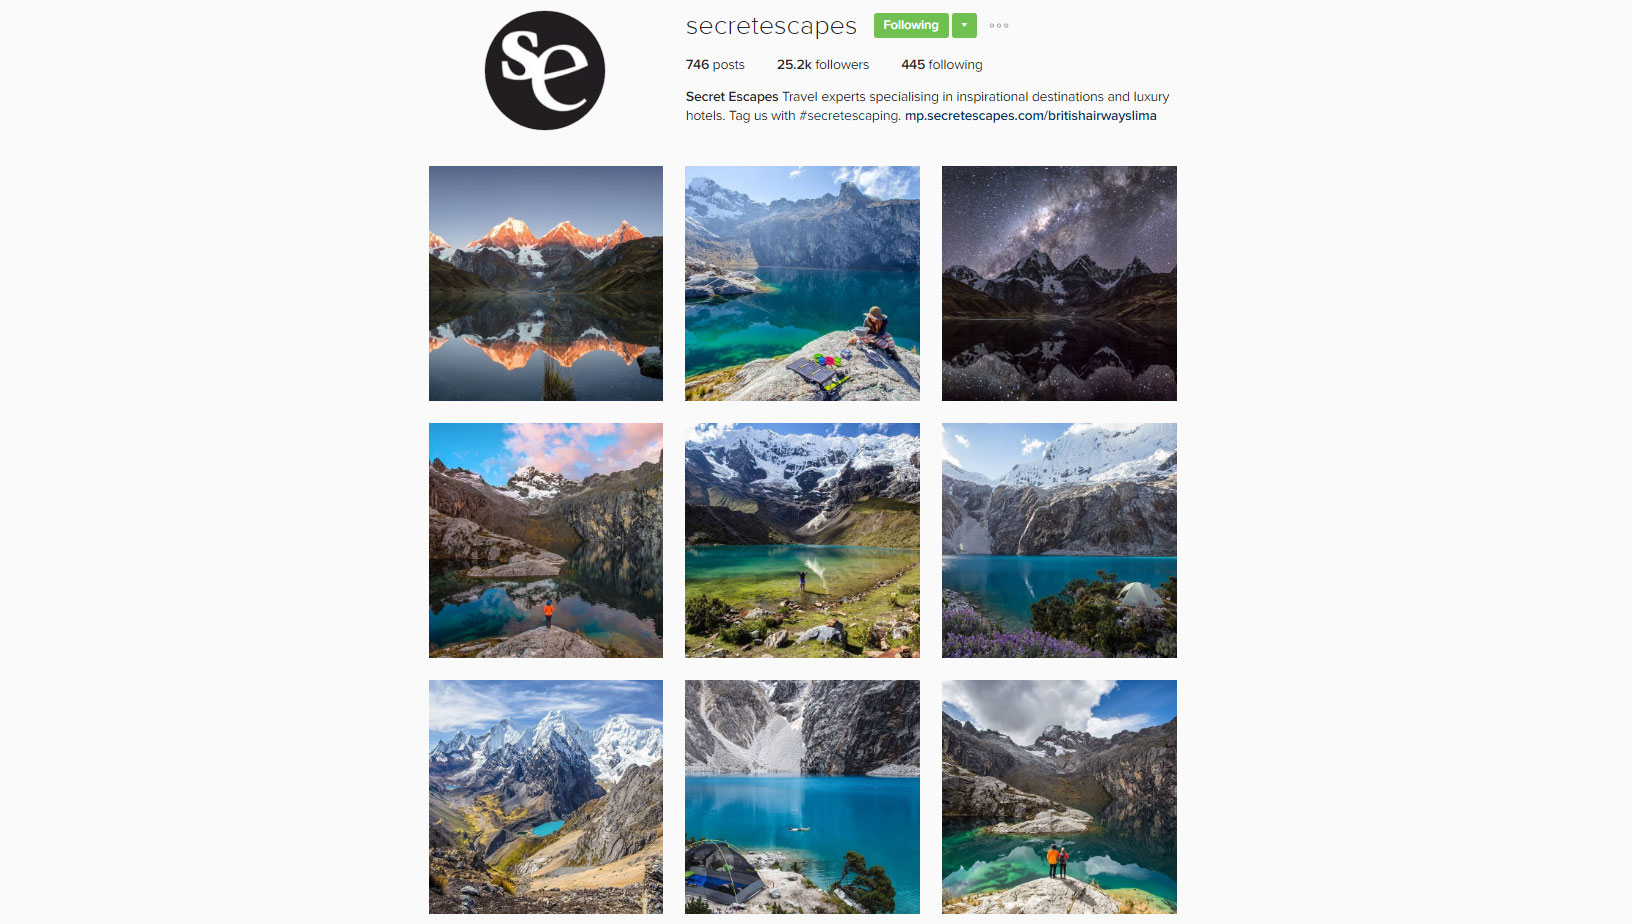 se
secretescapes Following
746 posts 25.2k followers 445 following
Secret Escapes Travel experts specialising in inspirational destinations and luxury
hotels. Tag us with #secretescaping. mp.secretescapes.com/britishairwayslima